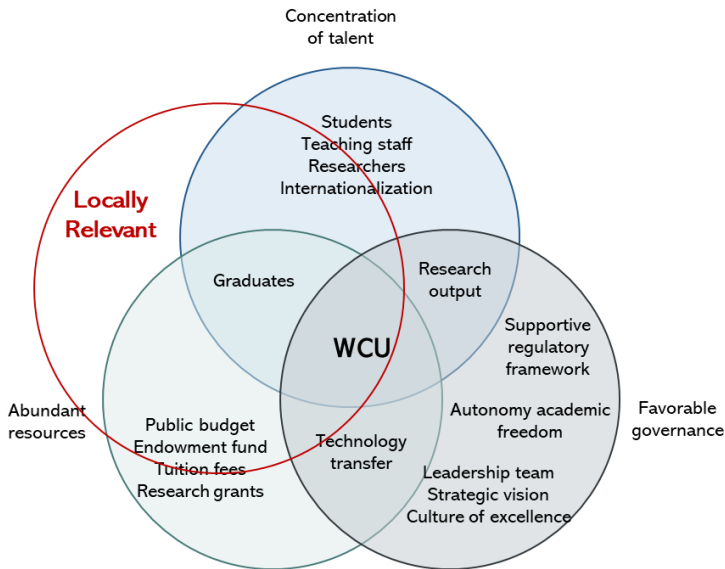 Concentration
of talent
Students
Teaching staff
Researchers
Internationalization
Locally
Relevant
Graduates
Research
output
WCU
Supportive
regulatory
framework
Abundant
resources
Public budget
Endowment fund
Tuition fees
Research grants
Technology
transfer
Autonomy academic
freedom
Leadership team
Strategic vision
Culture of excellence
Favorable
governance